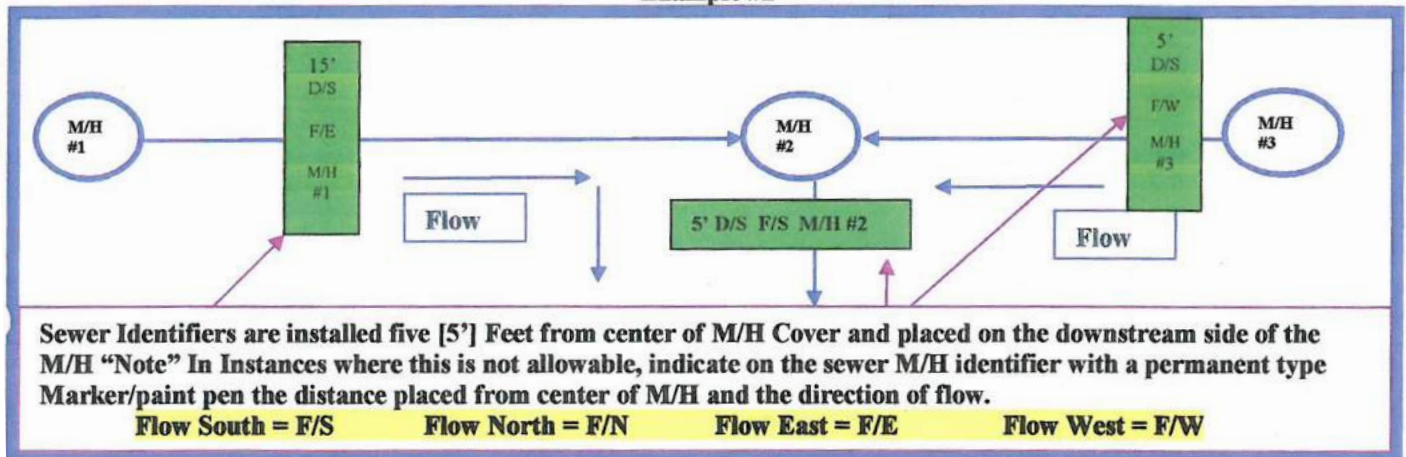 15'
D/S
F/E
M/H
#1
5'
D/S
F/W
M/H
#3
M/H
#1
M/H
#2
M/H
#3
Flow
5' D/S F/S M/H #2
Flow
Sewer Identifiers are installed five [5'] Feet from center of M/H Cover and placed on the downstream side of the
M/H “Note” In Instances where this is not allowable, indicate on the sewer M/H identifier with a permanent type
Marker/paint pen the distance placed from center of M/H and the direction of flow.
Flow South = F/S Flow North = F/N Flow East = F/E Flow West = F/W